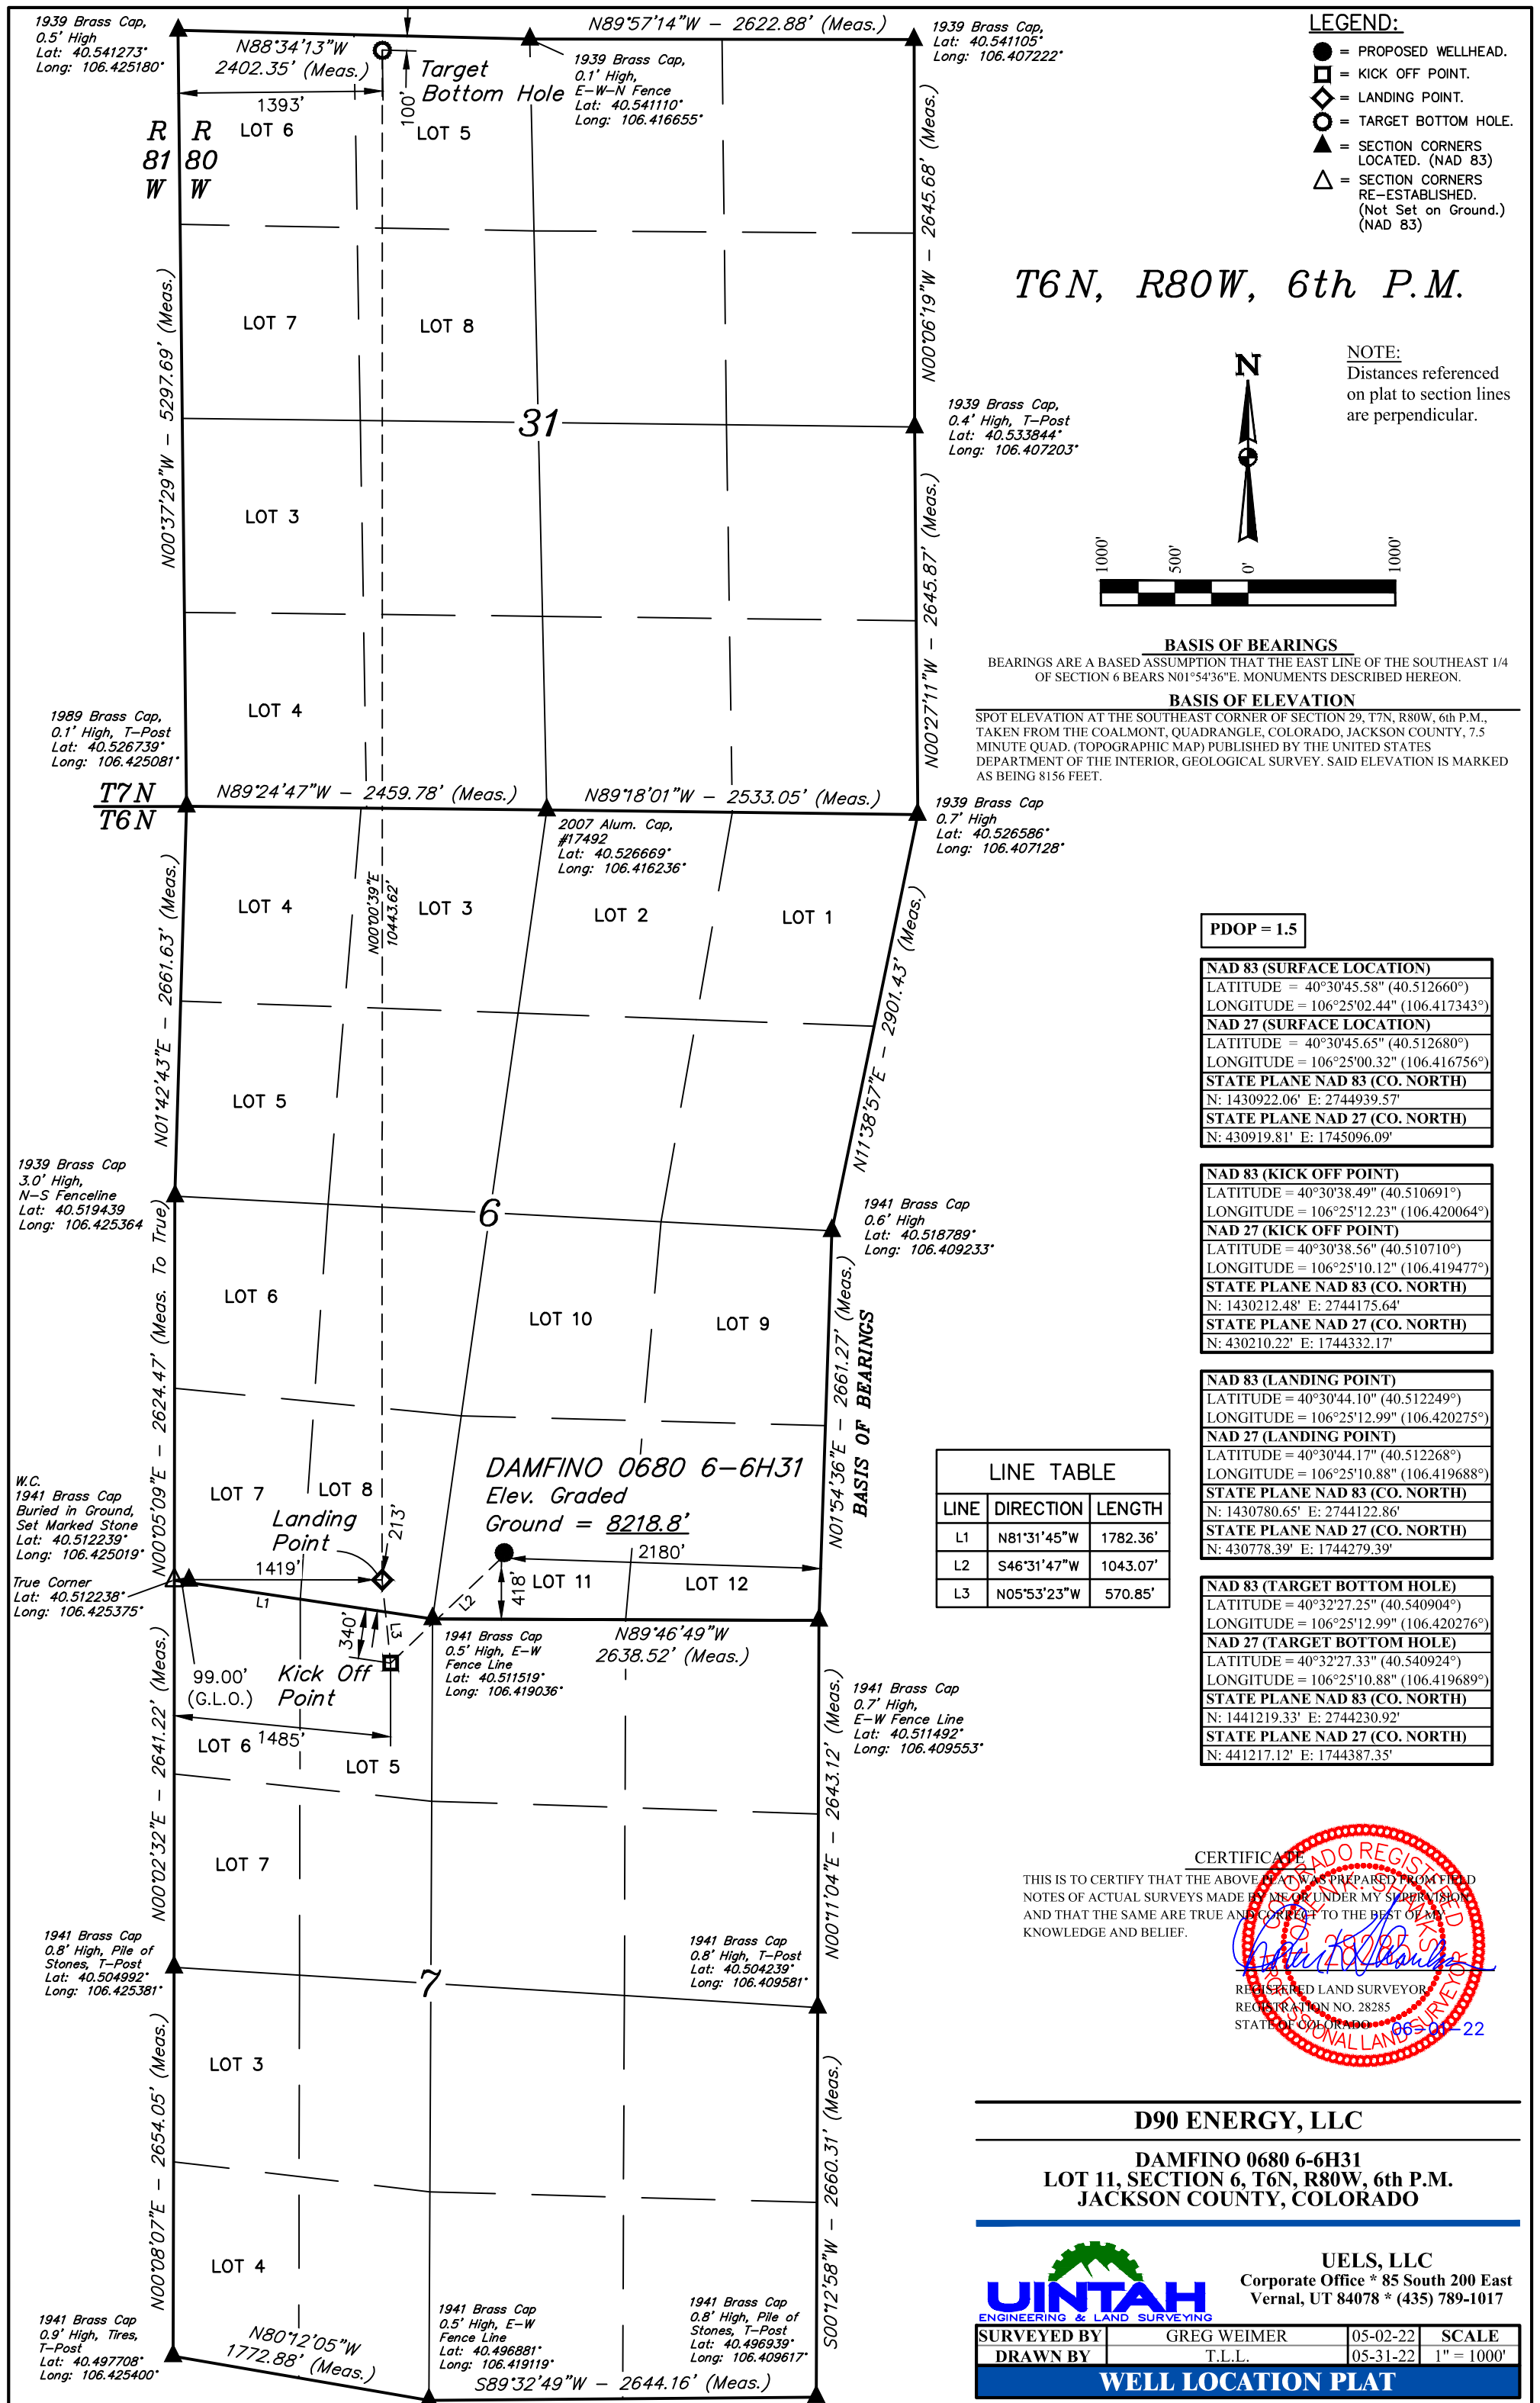 1939 Brass Cap,
0.5' High
Lat: 40.541273°
Long: 106.425180°
N88°34'13"W
2402.35' (Meas.)
1393'
100'
Target
Bottom Hole
N89°57'14"W - 2622.88' (Meas.)
1939 Brass Cap,
0.1' High,
E-W-N Fence
Lat: 40.541110°
Long: 106.416655°
1939 Brass Cap,
Lat: 40.541105°
Long: 106.407222°
LEGEND:
= PROPOSED WELLHEAD.
= KICK OFF POINT.
= LANDING POINT.
= TARGET BOTTOM HOLE.
= SECTION CORNERS
LOCATED. (NAD 83)
= SECTION CORNERS
RE-ESTABLISHED.
(Not Set on Ground.)
(NAD 83)
R R
81 80
W W
LOT 6
LOT 5
N00°06'19"W - 2645.68' (Meas.)
T6N, R80W, 6th P.M.
N00°37'29"W - 5297.69' (Meas.)
LOT 7
LOT 8
N
NOTE:
Distances referenced
on plat to section lines
are perpendicular.
31
1939 Brass Cap,
0.4' High, T-Post
Lat: 40.533844°
Long: 106.407203°
LOT 3
N00°27'11"W - 2645.87' (Meas.)
1000'
500'
0'
1000'
BASIS OF BEARINGS
BEARINGS ARE A BASED ASSUMPTION THAT THE EAST LINE OF THE SOUTHEAST 1/4
OF SECTION 6 BEARS N01°54'36"E. MONUMENTS DESCRIBED HEREON.
BASIS OF ELEVATION
SPOT ELEVATION AT THE SOUTHEAST CORNER OF SECTION 29, T7N, R80W, 6th P.M.,
TAKEN FROM THE COALMONT, QUADRANGLE, COLORADO, JACKSON COUNTY, 7.5
MINUTE QUAD. (TOPOGRAPHIC MAP) PUBLISHED BY THE UNITED STATES
DEPARTMENT OF THE INTERIOR, GEOLOGICAL SURVEY. SAID ELEVATION IS MARKED
AS BEING 8156 FEET.
LOT 4
1989 Brass Cap,
0.1' High, T-Post
Lat: 40.526739°
Long: 106.425081°
T7N
T6N
N89°24'47"W - 2459.78' (Meas.)
N89°18'01"W - 2533.05' (Meas.)
2007 Alum. Cap,
#17492
Lat: 40.526669°
Long: 106.416236°
1939 Brass Cap
0.7' High
Lat: 40.526586°
Long: 106.407128°
N01°42'43"E - 2661.63' (Meas.)
LOT 4
N00°00'39"E
10443.62'
LOT 3
LOT 2
LOT 1
N11°38'57"E - 2901.43' (Meas.)
LOT 5
PDOP = 1.5
NAD 83 (SURFACE LOCATION)
LATITUDE = 40°30'45.58" (40.512660°)
LONGITUDE = 106°25'02.44" (106.417343°)
NAD 27 (SURFACE LOCATION)
LATITUDE = 40°30'45.65" (40.512680°)
LONGITUDE = 106°25'00.32" (106.416756°)
STATE PLANE NAD 83 (CO. NORTH)
N: 1430922.06' E: 2744939.57'
STATE PLANE NAD 27 (CO. NORTH)
N: 430919.81' E: 1745096.09'
NAD 83 (KICK OFF POINT)
LATITUDE = 40°30'38.49" (40.510691°)
LONGITUDE = 106°25'12.23" (106.420064°)
NAD 27 (KICK OFF POINT)
LATITUDE = 40°30'38.56" (40.510710°)
LONGITUDE = 106°25'10.12" (106.419477°)
STATE PLANE NAD 83 (CO. NORTH)
N: 1430212.48' E: 2744175.64'
STATE PLANE NAD 27 (CO. NORTH)
N: 430210.22' E: 1744332.17'
NAD 83 (LANDING POINT)
LATITUDE = 40°30'44.10" (40.512249°)
LONGITUDE = 106°25'12.99" (106.420275°)
NAD 27 (LANDING POINT)
LATITUDE = 40°30'44.17" (40.512268°)
LONGITUDE = 106°25'10.88" (106.419688°)
STATE PLANE NAD 83 (CO. NORTH)
N: 1430780.65' E: 2744122.86'
STATE PLANE NAD 27 (CO. NORTH)
N: 430778.39' E: 1744279.39'
NAD 83 (TARGET BOTTOM HOLE)
LATITUDE = 40°32'27.25" (40.540904°)
LONGITUDE = 106°25'12.99" (106.420276°)
NAD 27 (TARGET BOTTOM HOLE)
LATITUDE = 40°32'27.33" (40.540924°)
LONGITUDE = 106°25'10.88" (106.419689°)
STATE PLANE NAD 83 (CO. NORTH)
N: 1441219.33' E: 2744230.92'
STATE PLANE NAD 27 (CO. NORTH)
N: 441217.12' E: 1744387.35'
1939 Brass Cap
3.0' High,
N-S Fenceline
Lat: 40.519439
Long: 106.425364
6
1941 Brass Cap
0.6' High
Lat: 40.518789°
Long: 106.409233°
N00°05'09"E - 2624.47' (Meas. To True)
LOT 6
LOT 10
LOT 9
N01°54'36"E - 2661.27' (Meas.)
BASIS OF BEARINGS
W.C.
1941 Brass Cap
Buried in Ground,
Set Marked Stone
Lat: 40.512239°
Long: 106.425019°
True Corner
Lat: 40.512238°
Long: 106.425375°
LOT 7
LOT 8
Landing
Point
213'
1419'
L1
DAMFINO 0680 6-6H31
Elev. Graded
Ground = 8218.8'
2180'
418'
L2
LOT 11
LOT 12
LINE TABLE
LINE DIRECTION LENGTH
L1 N81°31'45"W 1782.36'
L2 S46°31'47"W 1043.07'
L3 N05°53'23"W 570.85'
340'
L3
1941 Brass Cap
0.5' High, E-W
Fence Line
Lat: 40.511519°
Long: 106.419036°
N89°46'49"W
2638.52' (Meas.)
99.00'
(G.L.O.)
Kick Off
Point
1485'
1941 Brass Cap
0.7' High,
E-W Fence Line
Lat: 40.511492°
Long: 106.409553°
LOT 6
LOT 5
N00°02'32"E - 2641.22' (Meas.)
N00°11'04"E - 2643.12' (Meas.)
LOT 7
1941 Brass Cap
0.8' High, Pile of
Stones, T-Post
Lat: 40.504992°
Long: 106.425381°
7
1941 Brass Cap
0.8' High, T-Post
Lat: 40.504239°
Long: 106.409581°
CERTIFICATE
THIS IS TO CERTIFY THAT THE ABOVE PLAT WAS PREPARED FROM FIELD
NOTES OF ACTUAL SURVEYS MADE BY ME OR UNDER MY SUPERVISION
AND THAT THE SAME ARE TRUE AND CORRECT TO THE BEST OF MY
KNOWLEDGE AND BELIEF.
COLORADO REGISTERED
LOREN K. SHANKS
28285
PROFESSIONAL LAND SURVEYOR
REGISTERED LAND SURVEYOR
REGISTRATION NO. 28285
STATE OF COLORADO
06-01-22
N00°08'07"E - 2654.05' (Meas.)
LOT 3
LOT 4
S00°12'58"W - 2660.31' (Meas.)
1941 Brass Cap
0.9' High, Tires,
T-Post
Lat: 40.497708°
Long: 106.425400°
N80°12'05"W
1772.88' (Meas.)
1941 Brass Cap
0.5' High, E-W
Fence Line
Lat: 40.496881°
Long: 106.419119°
S89°32'49"W - 2644.16' (Meas.)
1941 Brass Cap
0.8' High, Pile of
Stones, T-Post
Lat: 40.496939°
Long: 106.409617°
D90 ENERGY, LLC
DAMFINO 0680 6-6H31
LOT 11, SECTION 6, T6N, R80W, 6th P.M.
JACKSON COUNTY, COLORADO
UINTAH
ENGINEERING & LAND SURVEYING
UELS, LLC
Corporate Office * 85 South 200 East
Vernal, UT 84078 * (435) 789-1017
SURVEYED BY GREG WEIMER 05-02-22 SCALE
DRAWN BY T.L.L. 05-31-22 1" = 1000'
WELL LOCATION PLAT